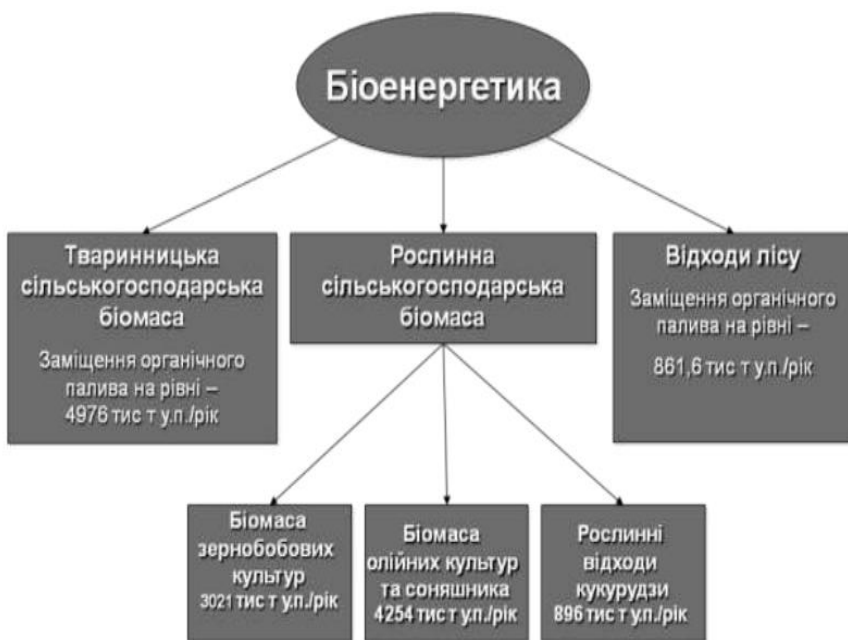 Біоенергетика
Тваринницька
сільськогосподарська
біомаса
Заміщення органічного
палива на рівні –
4976 тис т у.п./рік
Рослинна
сільськогосподарська
біомаса
Відходи лісу
Заміщення органічного
палива на рівні –
861,6 тис т у.п./рік
Біомаса
зернобобових
культур
3021 тис т у.п./рік
Біомаса
олійних культур
та соняшника
4254 тис т у.п./рік
Рослинні
відходи
кукурудзи
896 тис т у.п./рік